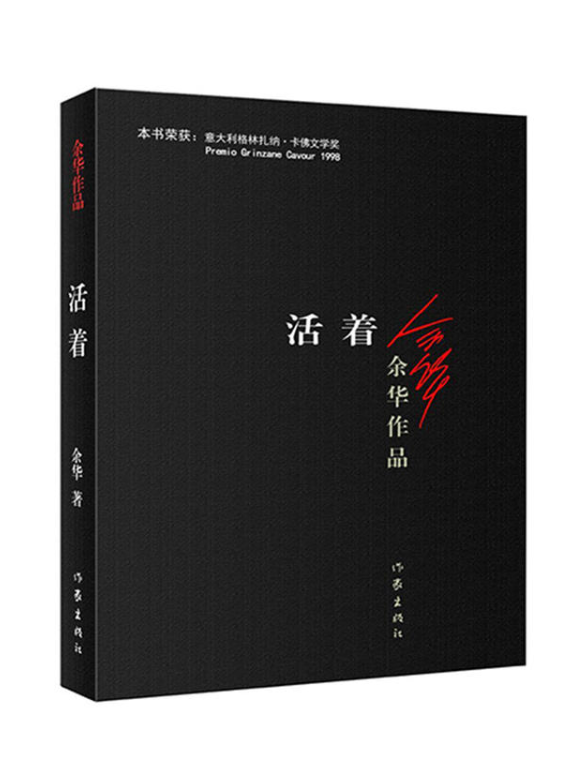 余华作品
活着
余华 著
作家出版社
本书荣获：意大利格林扎纳·卡佛文学奖
Premio Grinzane Cavour 1998
活着
余华
余华作品
作家出版社